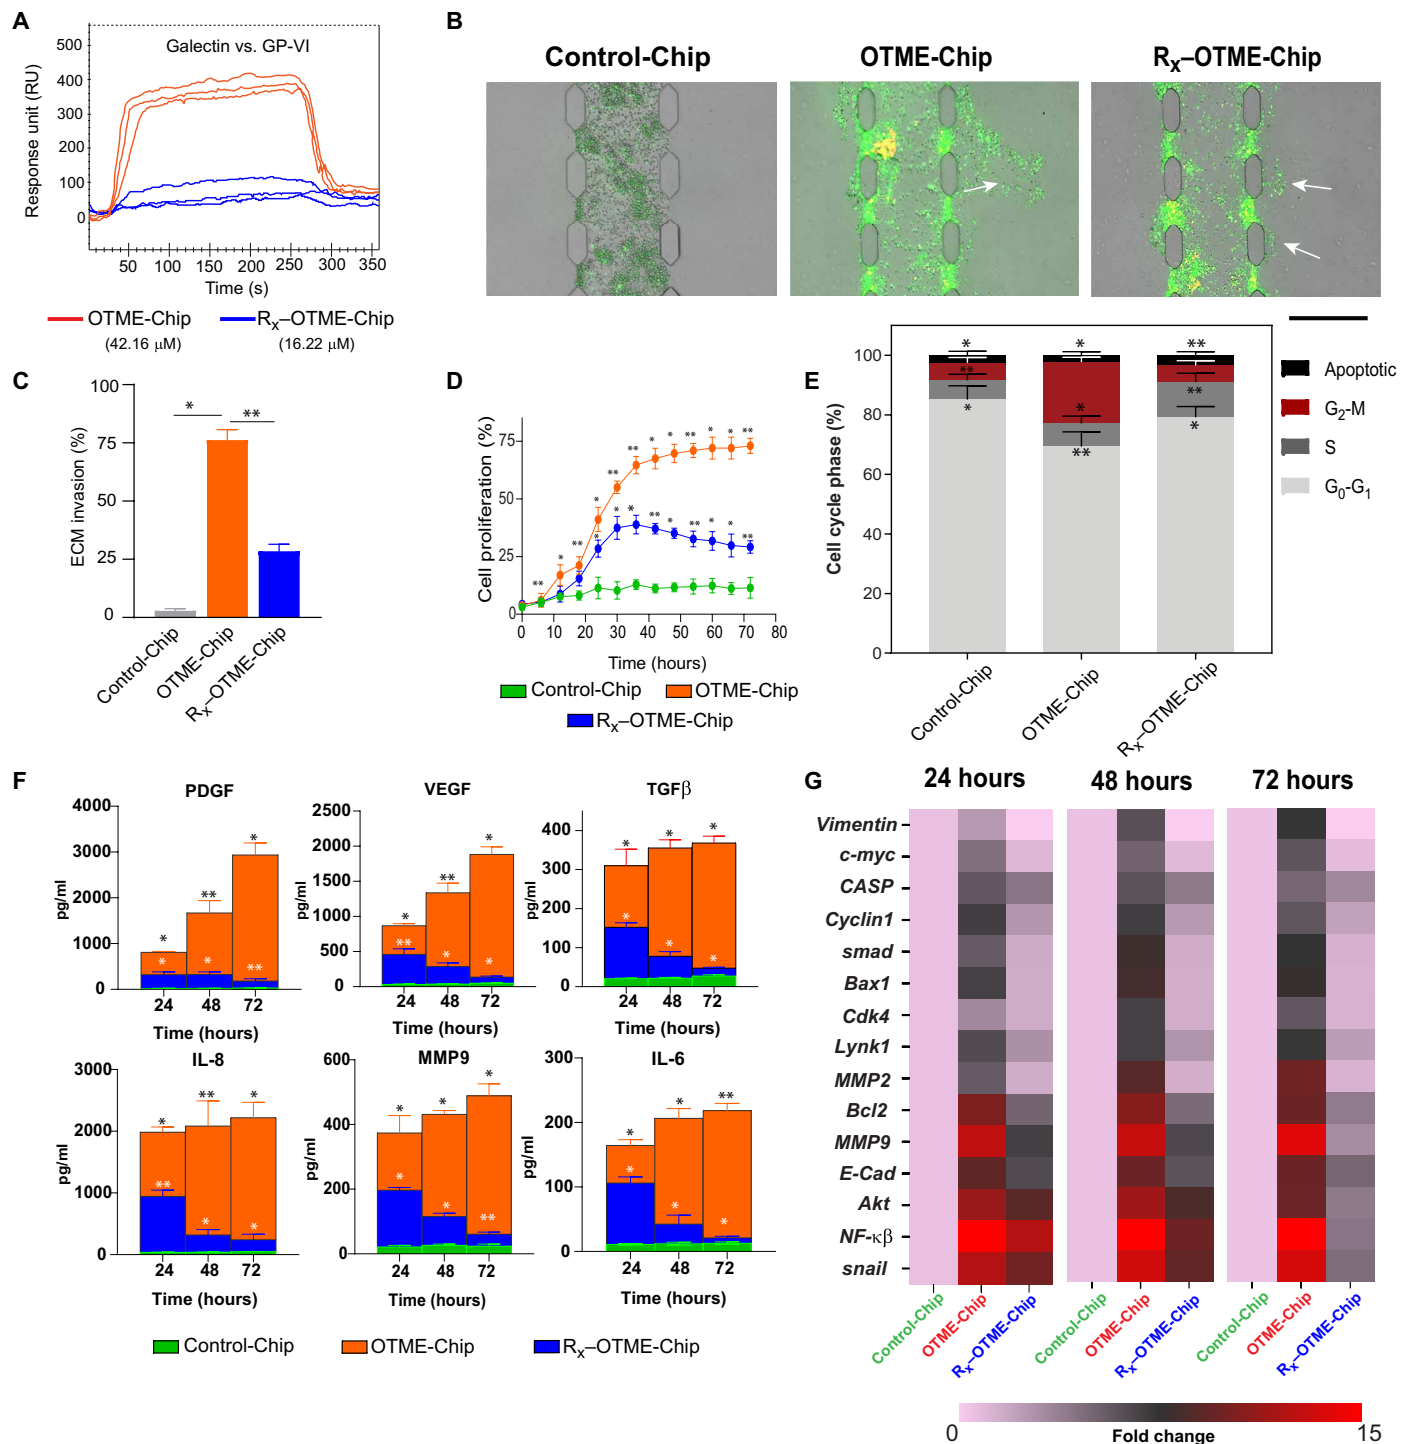 A
Galectin vs. GP-VI
Response unit (RU)
500
400
300
200
100
0
50 100 150 200 250 300 350
Time (s)
OTME-Chip
(42.16 μM)
Rx–OTME-Chip
(16.22 μM)
B
Control-Chip
OTME-Chip
Rx–OTME-Chip
C
ECM invasion (%)
100
75
50
25
0
* **
Control-Chip
OTME-Chip
Rx–OTME-Chip
D
Cell proliferation (%)
75
50
25
0
** * ** * ** ** * * ** * * **
* * * ** * ** * * **
0 10 20 30 40 50 60 70 80
Time (hours)
Control-Chip
OTME-Chip
Rx–OTME-Chip
E
Cell cycle phase (%)
100
80
60
40
20
0
* * **
** * **
* ** *
Control-Chip
OTME-Chip
Rx–OTME-Chip
Apoptotic
G2-M
S
G0-G1
F
PDGF
pg/ml
4000
3000
2000
1000
0
* ** *
* * **
24 48 72
Time (hours)
VEGF
pg/ml
2500
2000
1500
1000
500
0
* ** *
** * *
24 48 72
Time (hours)
TGFβ
pg/ml
400
300
200
100
0
* * *
* * *
24 48 72
Time (hours)
IL-8
pg/ml
3000
2000
1000
0
* ** *
** * *
24 48 72
Time (hours)
MMP9
pg/ml
600
400
200
0
* * *
* * **
24 48 72
Time (hours)
IL-6
pg/ml
300
200
100
0
* * **
* * *
24 48 72
Time (hours)
Control-Chip
OTME-Chip
Rx–OTME-Chip
G
24 hours
48 hours
72 hours
Vimentin
c-myc
CASP
Cyclin1
smad
Bax1
Cdk4
Lynk1
MMP2
Bcl2
MMP9
E-Cad
Akt
NF-κβ
snail
Control-Chip
OTME-Chip
Rx–OTME-Chip
Control-Chip
OTME-Chip
Rx–OTME-Chip
Control-Chip
OTME-Chip
Rx–OTME-Chip
0
Fold change
15